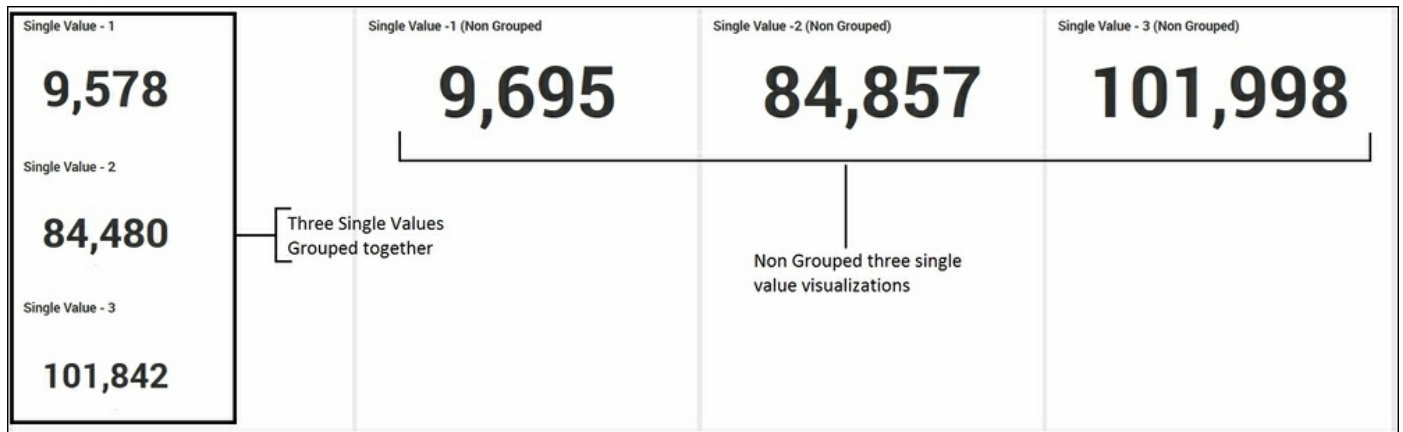 Single Value - 1
9,578
Single Value - 2
84,480
Single Value - 3
101,842
Three Single Values
Grouped together
Single Value -1 (Non Grouped
9,695
Single Value -2 (Non Grouped)
84,857
Single Value - 3 (Non Grouped)
101,998
Non Grouped three single
value visualizations